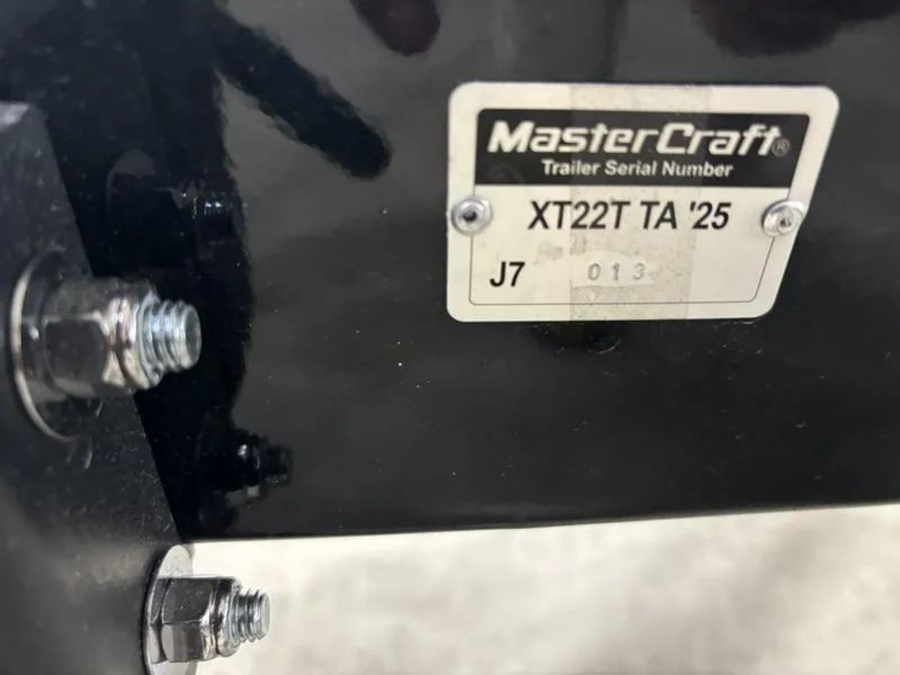 MasterCraft®
Trailer Serial Number
XT22T TA '25
J7 013